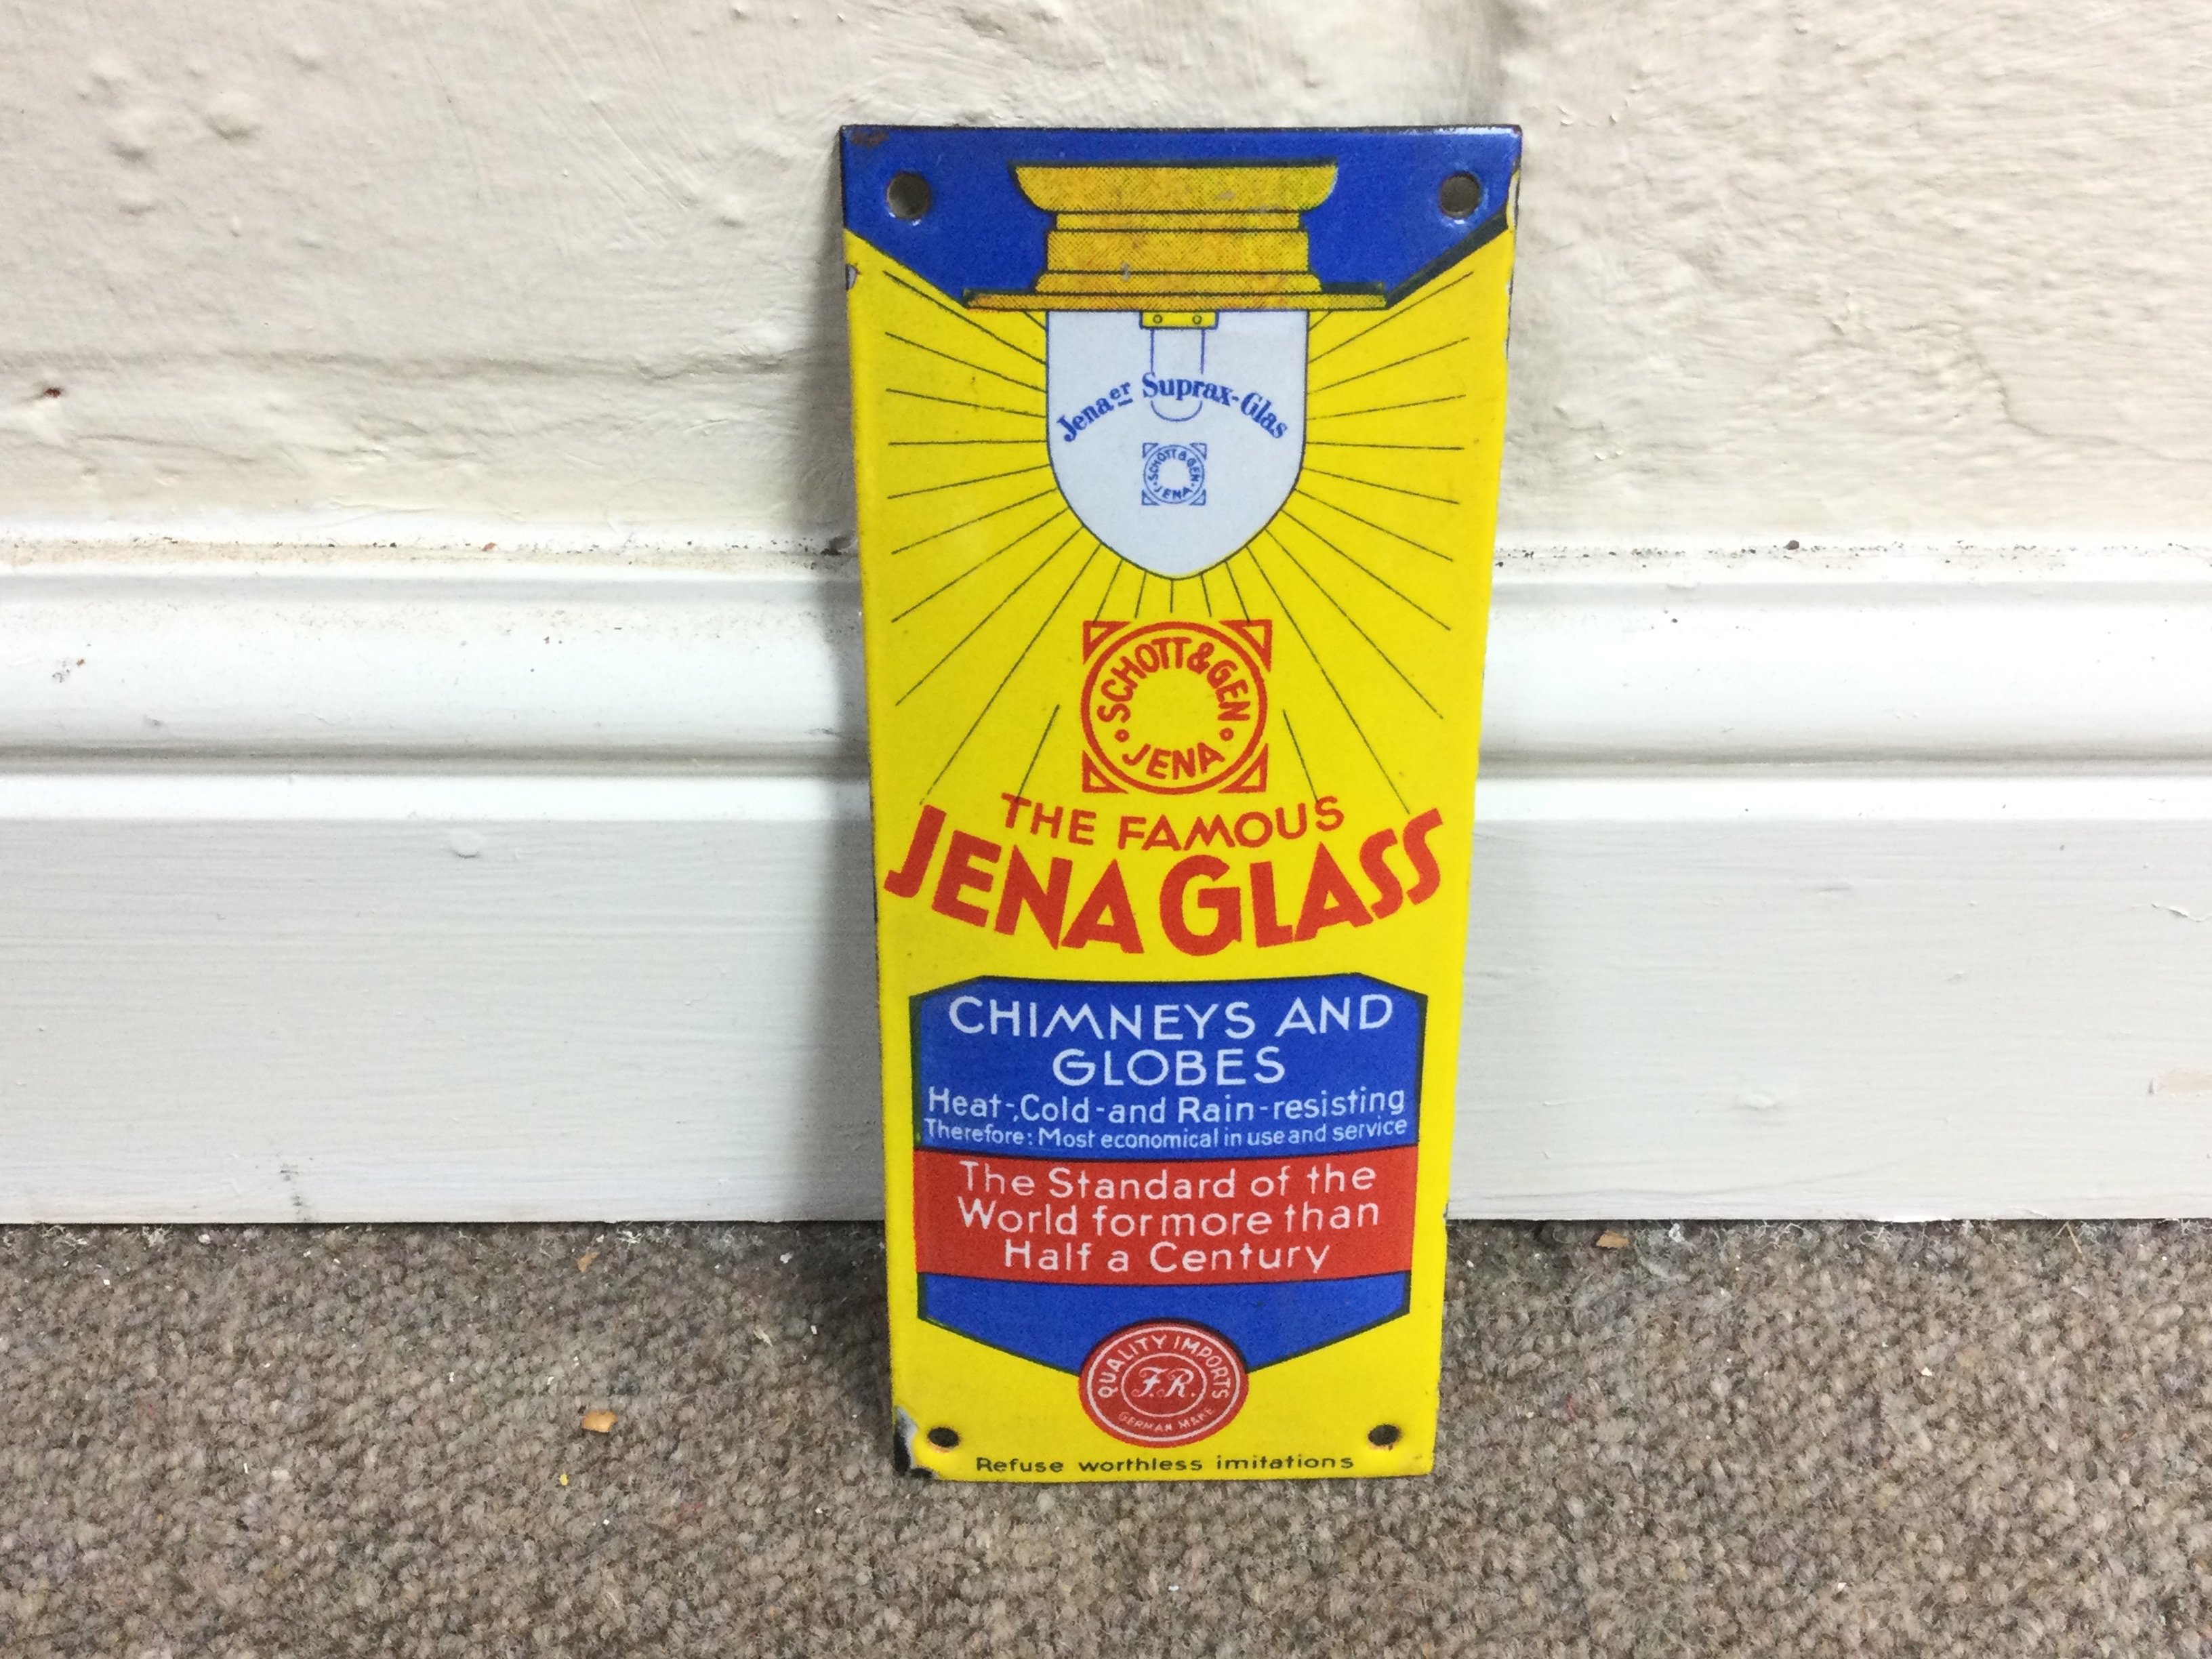 Jenaer Suprax-Glas
SCHOTT & GEN
JENA
SCHOTT & GEN
JENA
THE FAMOUS
JENA GLASS
CHIMNEYS AND
GLOBES
Heat-,Cold-and Rain-resisting
Therefore: Most economical in use and service
The Standard of the
World for more than
Half a Century
QUALITY IMPORTS
F.R.
GERMAN MAKE
Refuse worthless imitations